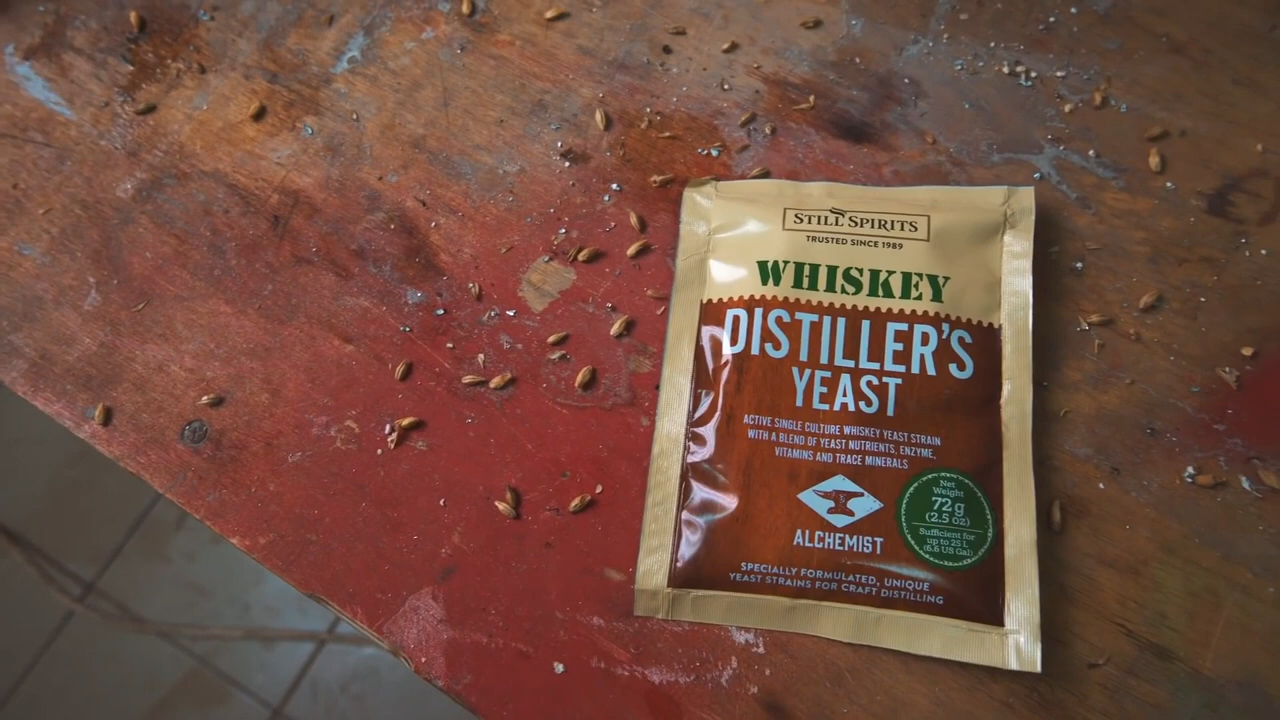 STILL SPIRITS
TRUSTED SINCE 1989
WHISKEY
DISTILLER'S
YEAST
ACTIVE SINGLE CULTURE WHISKEY YEAST STRAIN
WITH A BLEND OF YEAST NUTRIENTS, ENZYME,
VITAMINS AND TRACE MINERALS
ALCHEMIST
Net
Weight
72g
(2.5 oz)
Sufficient for
up to 25 L
(6.6 US Gal)
SPECIALLY FORMULATED, UNIQUE
YEAST STRAINS FOR CRAFT DISTILLING